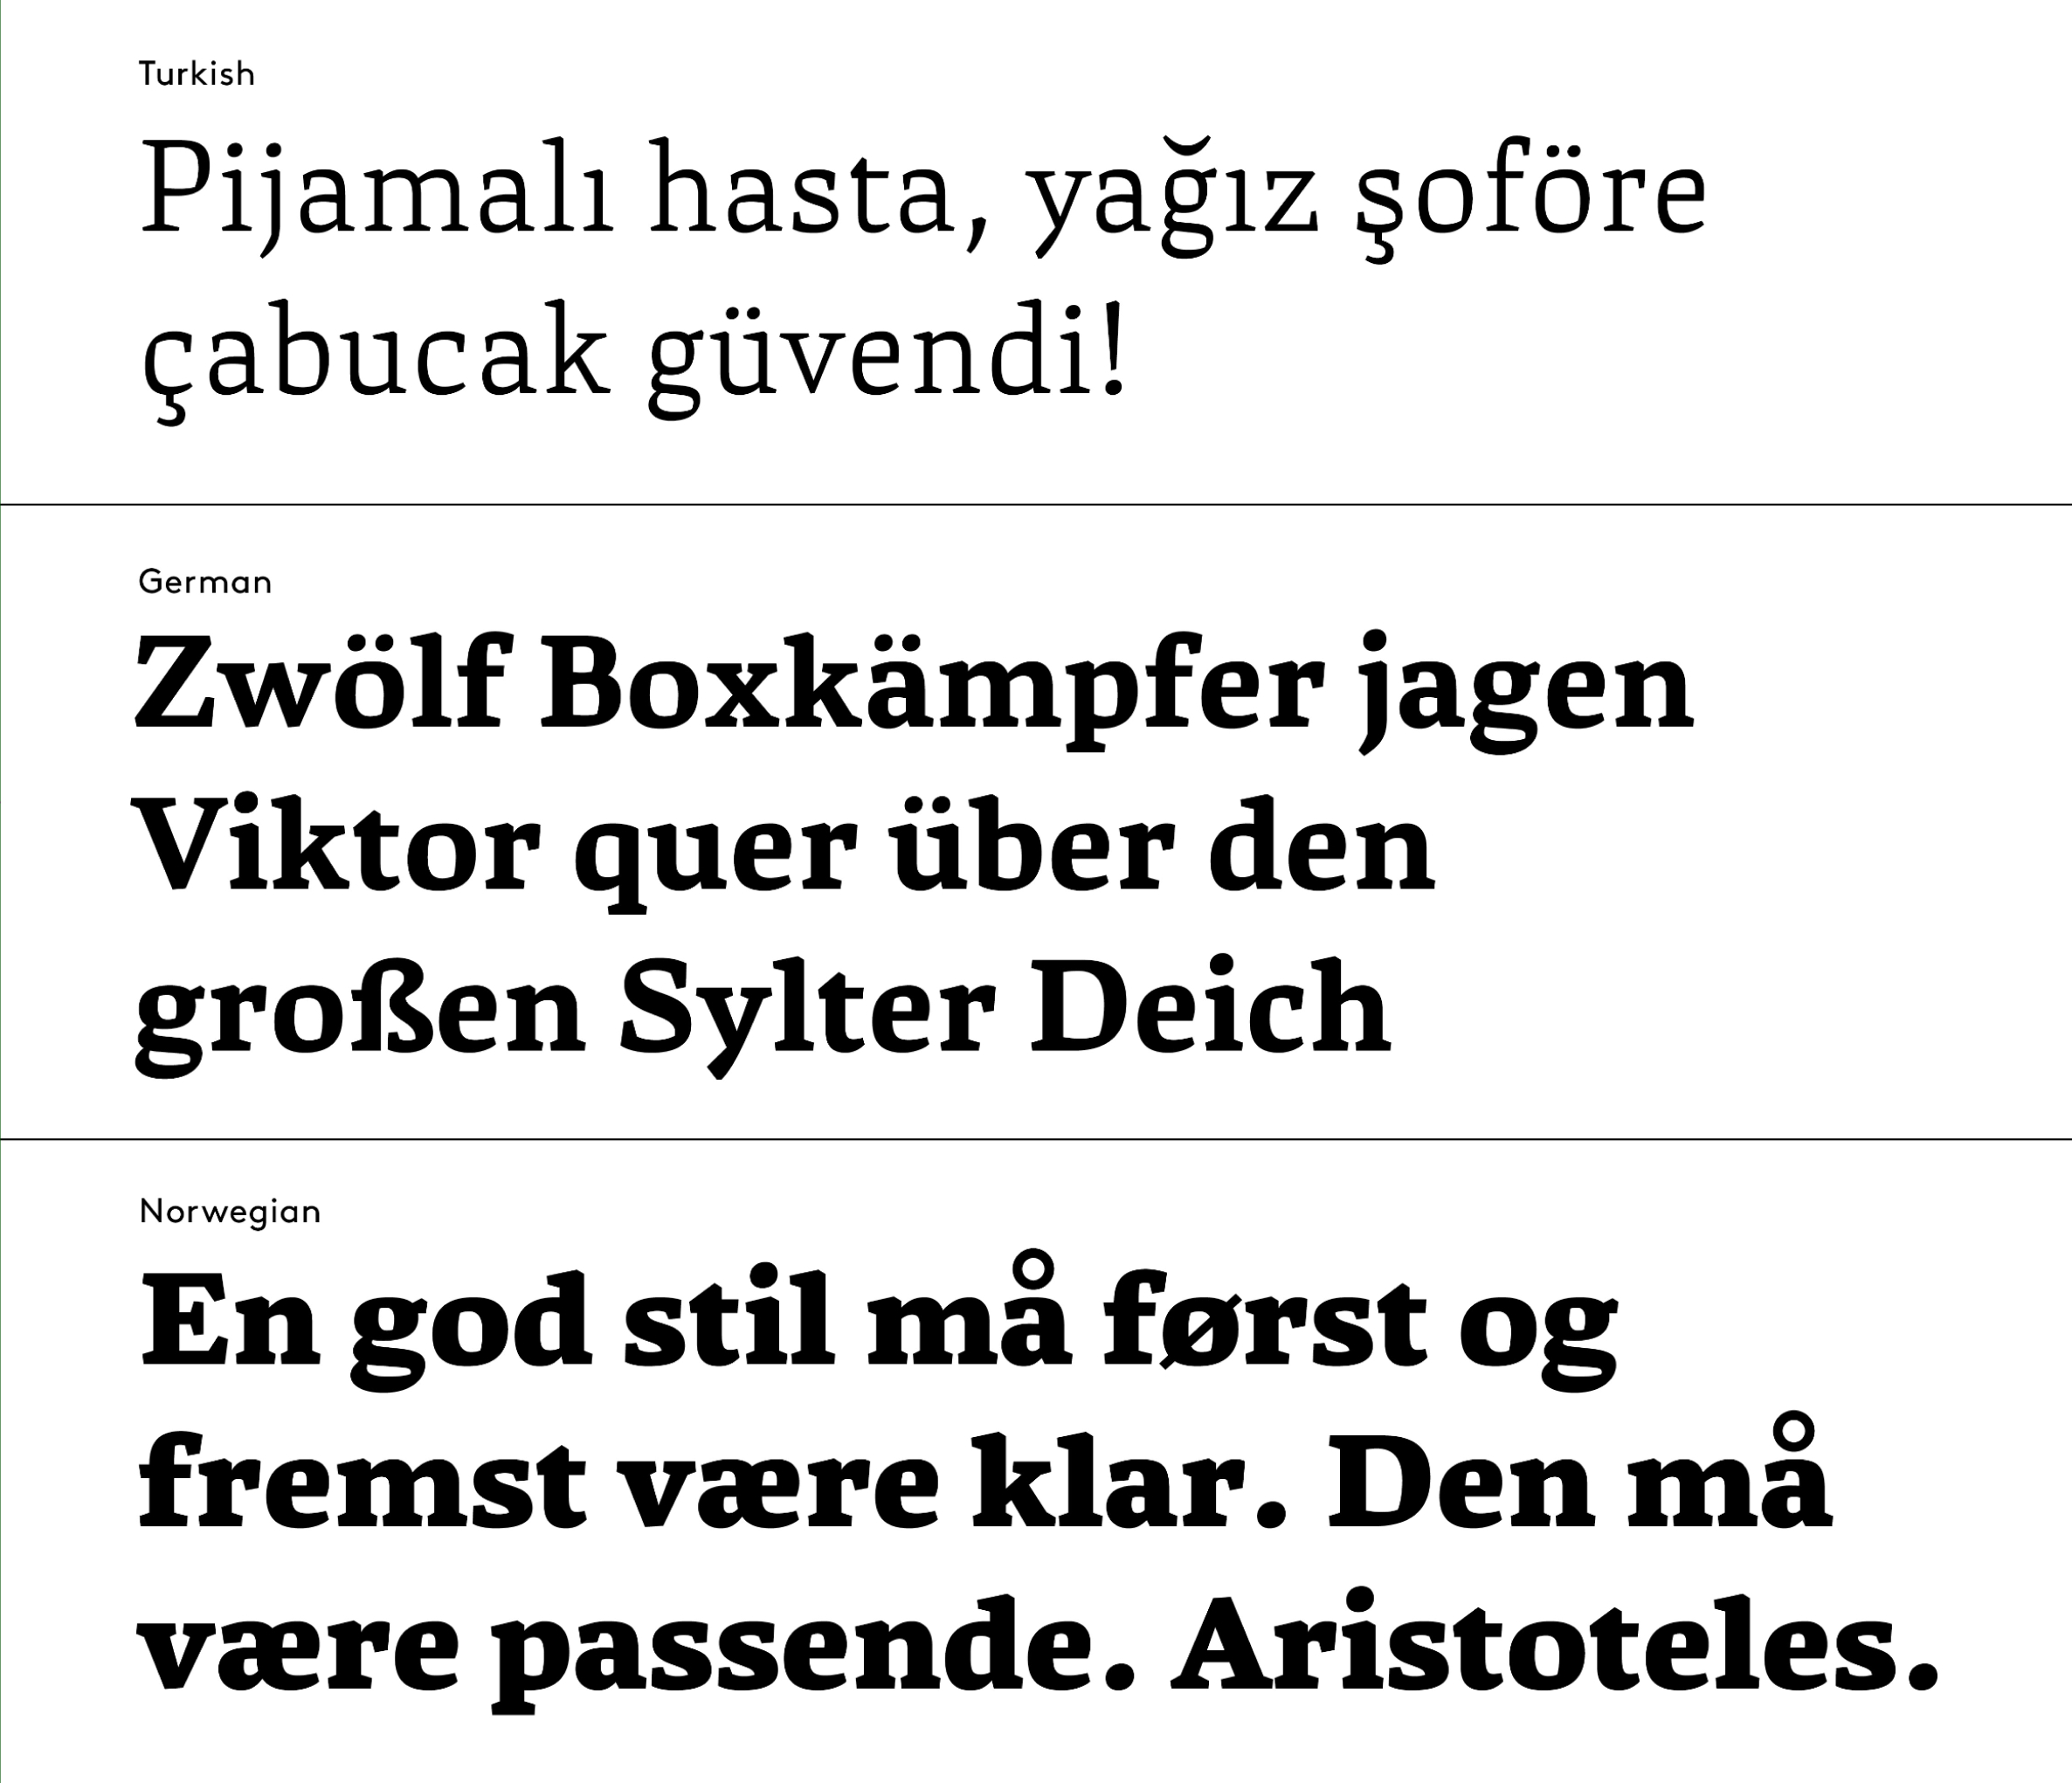 Turkish
Pijamalı hasta, yağız şoföre
çabucak güvendi!
German
Zwölf Boxkämpfer jagen
Viktor quer über den
großen Sylter Deich
Norwegian
En god stil må først og
fremst være klar. Den må
være passende. Aristoteles.